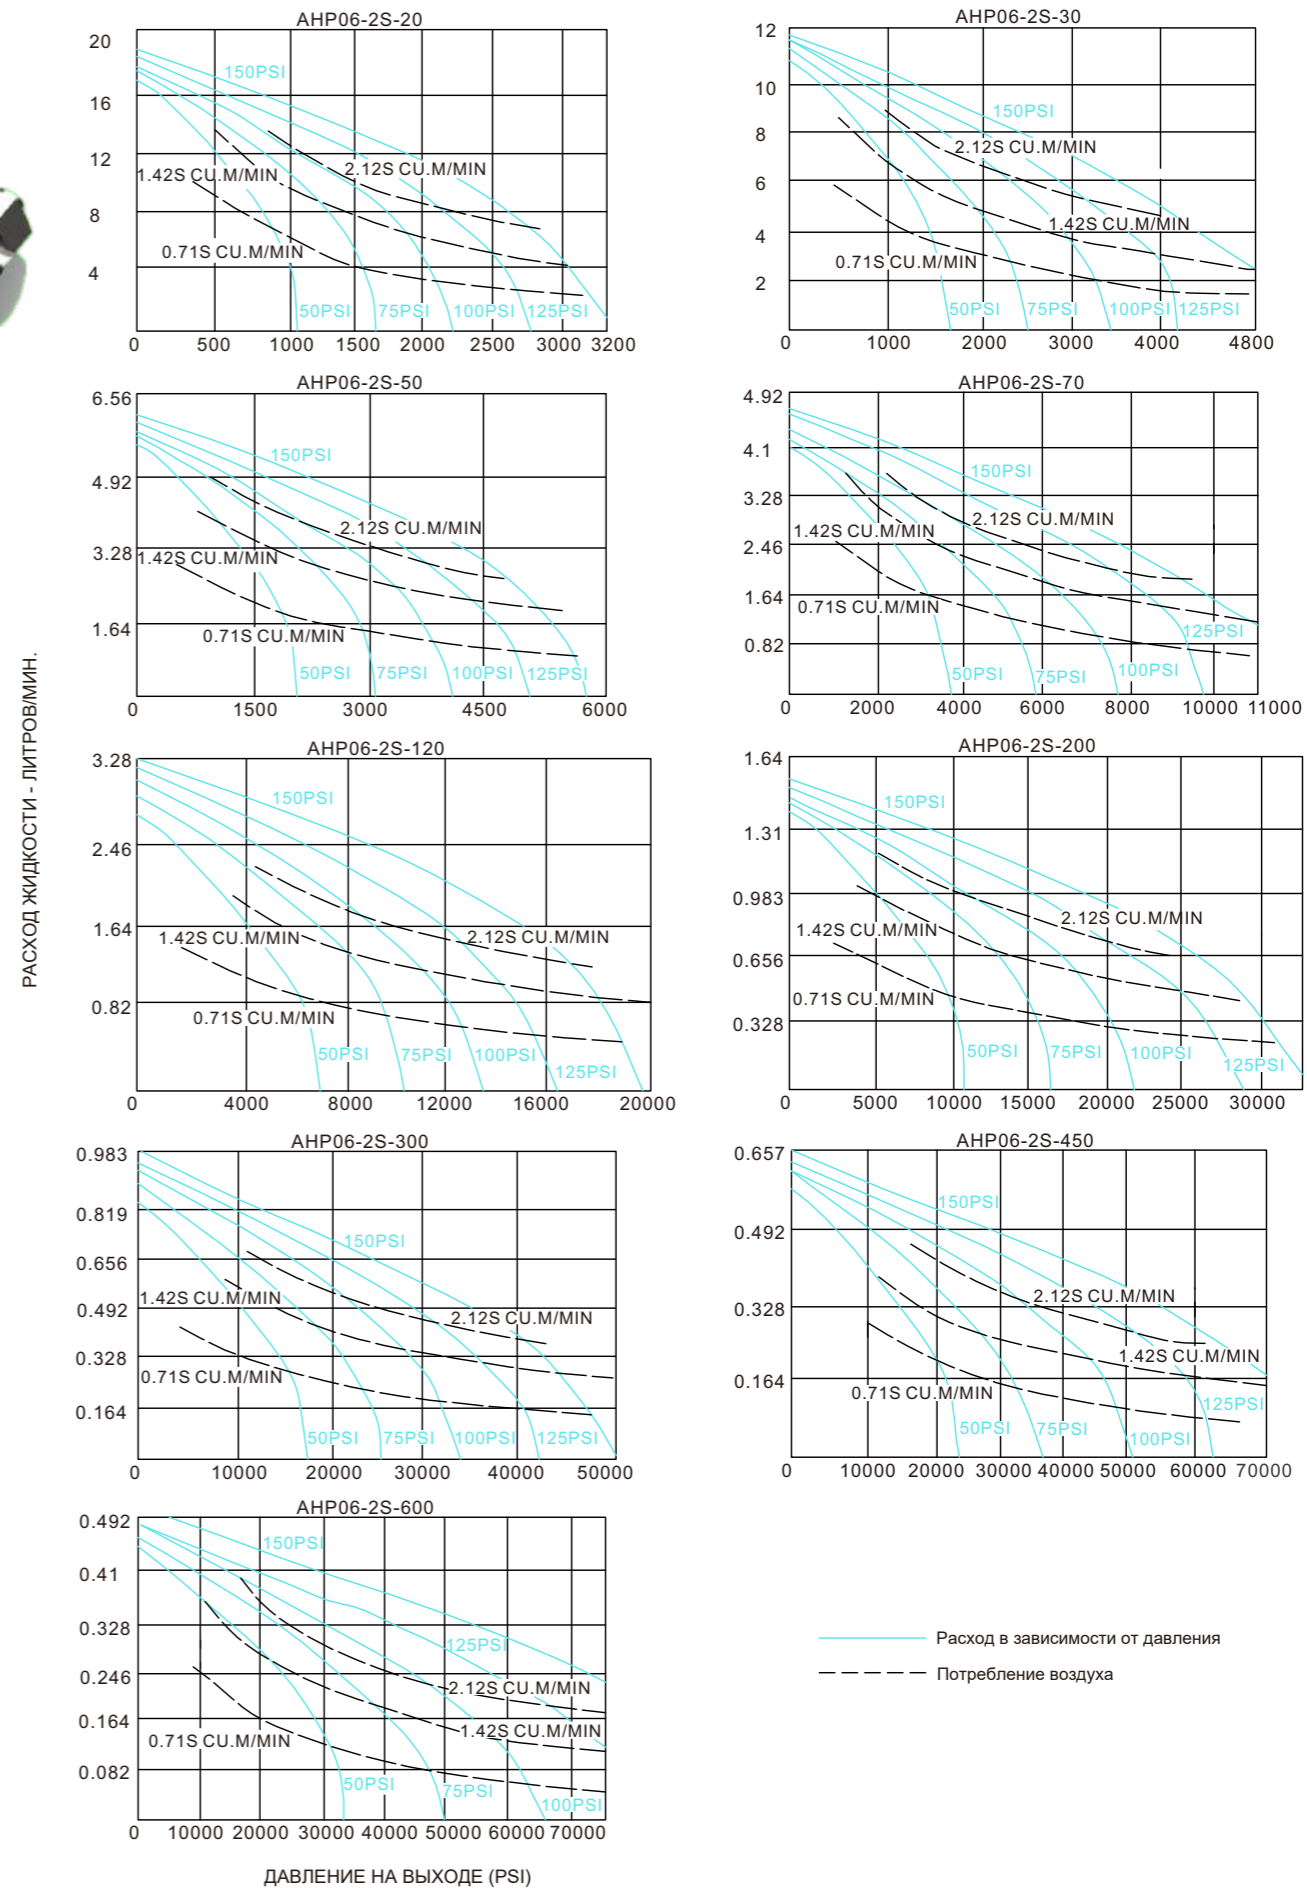 AHP06-2S-20
20
16
12
8
4
150PSI
2.12S CU.M/MIN
1.42S CU.M/MIN
0.71S CU.M/MIN
50PSI 75PSI 100PSI 125PSI
0 500 1000 1500 2000 2500 3000 3200
AHP06-2S-30
12
10
8
6
4
2
150PSI
2.12S CU.M/MIN
1.42S CU.M/MIN
0.71S CU.M/MIN
50PSI 75PSI 100PSI 125PSI
0 1000 2000 3000 4000 4800
AHP06-2S-50
6.56
4.92
3.28
1.64
150PSI
2.12S CU.M/MIN
1.42S CU.M/MIN
0.71S CU.M/MIN
50PSI 75PSI 100PSI 125PSI
0 1500 3000 4500 6000
AHP06-2S-70
4.92
4.1
3.28
2.46
1.64
0.82
150PSI
2.12S CU.M/MIN
1.42S CU.M/MIN
0.71S CU.M/MIN
125PSI
50PSI 75PSI 100PSI
0 2000 4000 6000 8000 10000 11000
РАСХОД ЖИДКОСТИ - ЛИТРОВ/МИН.
AHP06-2S-120
3.28
2.46
1.64
0.82
150PSI
2.12S CU.M/MIN
1.42S CU.M/MIN
0.71S CU.M/MIN
50PSI 75PSI 100PSI 125PSI
0 4000 8000 12000 16000 20000
AHP06-2S-200
1.64
1.31
0.983
0.656
0.328
150PSI
2.12S CU.M/MIN
1.42S CU.M/MIN
0.71S CU.M/MIN
50PSI 75PSI 100PSI 125PSI
0 5000 10000 15000 20000 25000 30000
AHP06-2S-300
0.983
0.819
0.656
0.492
0.328
0.164
150PSI
1.42S CU.M/MIN
2.12S CU.M/MIN
0.71S CU.M/MIN
50PSI 75PSI 100PSI 125PSI
0 10000 20000 30000 40000 50000
AHP06-2S-450
0.657
0.492
0.328
0.164
150PSI
2.12S CU.M/MIN
1.42S CU.M/MIN
0.71S CU.M/MIN
125PSI
50PSI 75PSI 100PSI
0 10000 20000 30000 40000 50000 60000 70000
AHP06-2S-600
0.492
0.41
0.328
0.246
0.164
0.082
150PSI
125PSI
2.12S CU.M/MIN
1.42S CU.M/MIN
0.71S CU.M/MIN
50PSI 75PSI 100PSI
0 10000 20000 30000 40000 50000 60000 70000
Расход в зависимости от давления
Потребление воздуха
ДАВЛЕНИЕ НА ВЫХОДЕ (PSI)